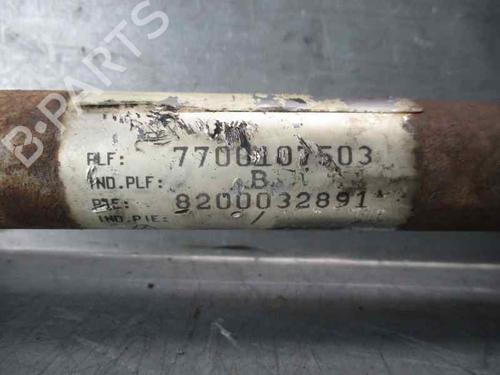 B-PARTS
PLF: 7700107503
IND.PLF: B
PIE: 8200032891
IND.PIE: /